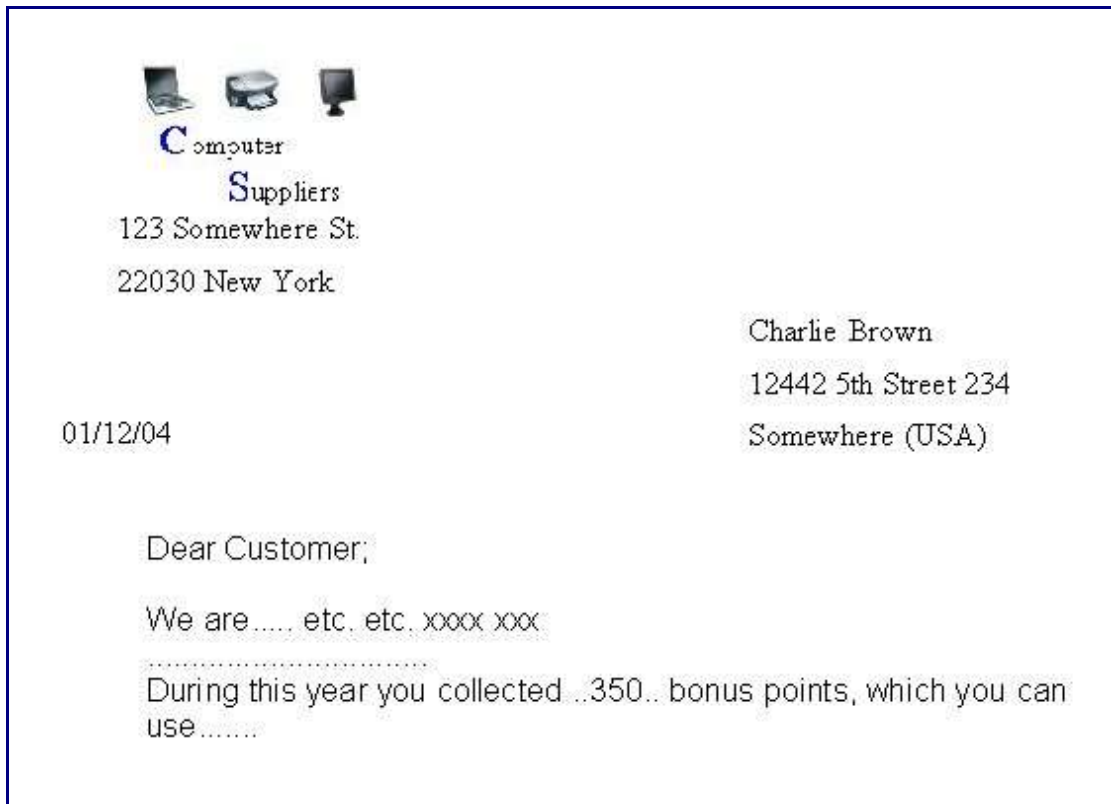 Computer
Suppliers
123 Somewhere St.
22030 New York
Charlie Brown
12442 5th Street 234
01/12/04
Somewhere (USA)
Dear Customer;
We are..... etc. etc. xxxx xxx
................................
During this year you collected ..350.. bonus points, which you can
use.......